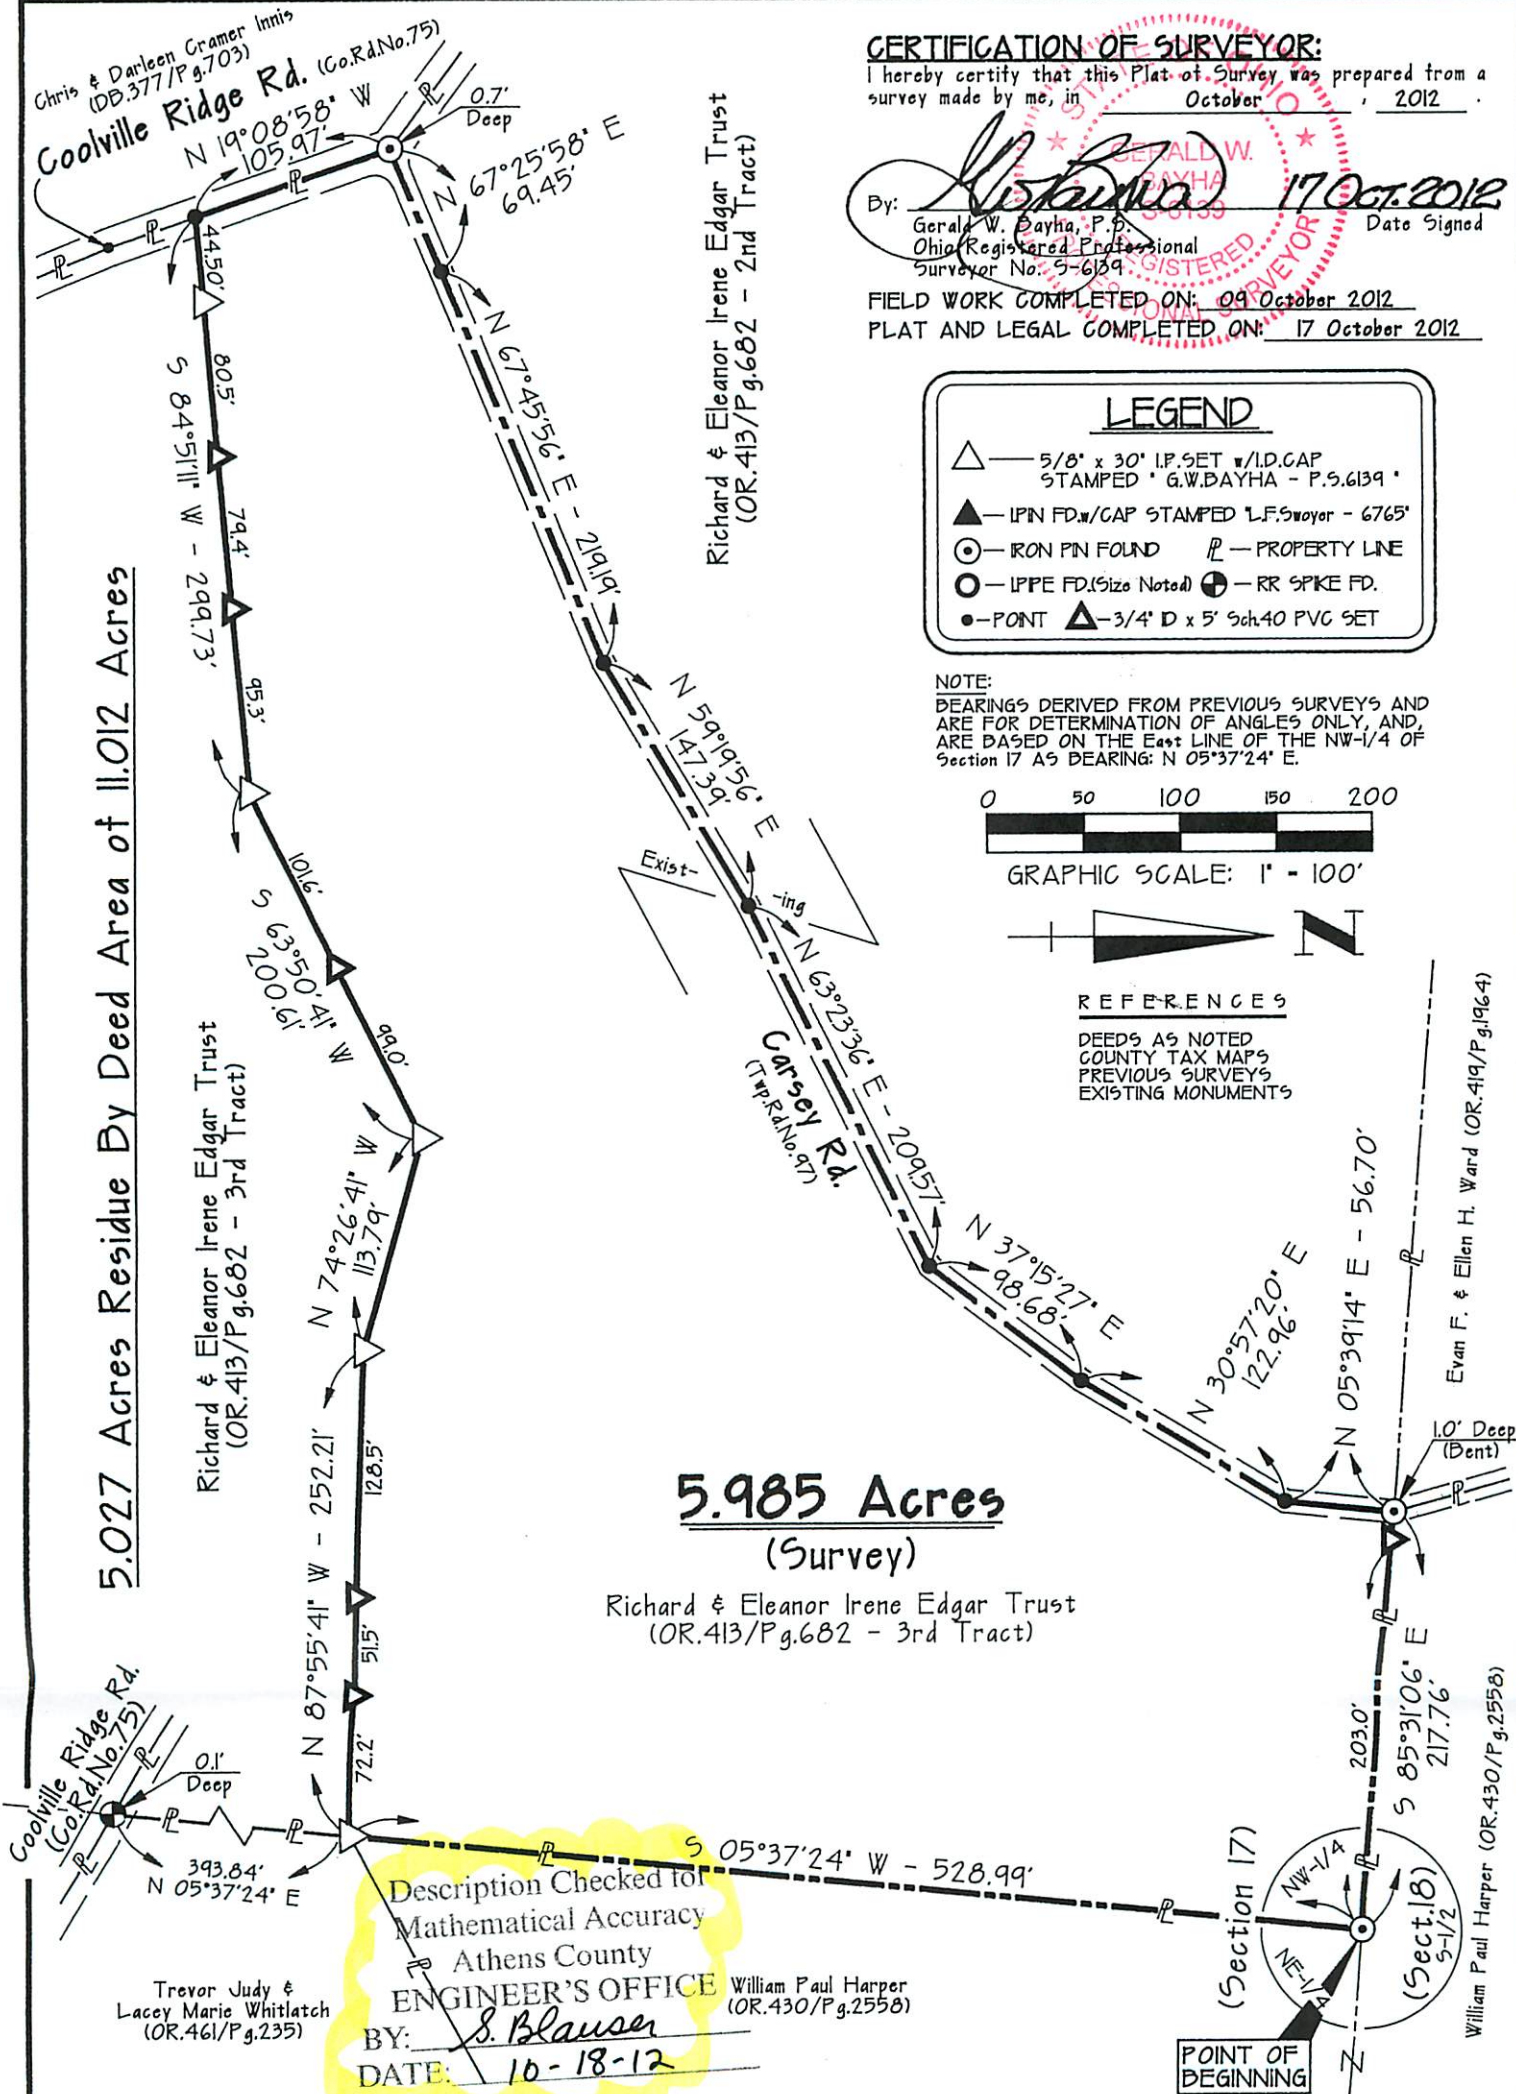 Chris & Darleen Cramer Innis
(DB.377/Pg.703)
Coolville Ridge Rd. (Co.Rd.No.75)
N 19°08'58" W
105.97'
0.7'
Deep
N 67°25'58" E
69.45'
44.50'
80.5'
79.4'
95.3'
S 84°51'11" W - 299.73'
N 67°45'56" E - 219.19'
Richard & Eleanor Irene Edgar Trust
(OR.413/Pg.682 - 2nd Tract)
CERTIFICATION OF SURVEYOR:
I hereby certify that this Plat of Survey was prepared from a
survey made by me, in October, 2012.
STATE OF OHIO
GERALD W.
BAYHA
S-6139
REGISTERED
PROFESSIONAL SURVEYOR
By:
17 OCT. 2012
Gerald W. Bayha, P.S.
Date Signed
Ohio Registered Professional
Surveyor No. S-6139
FIELD WORK COMPLETED ON: 09 October 2012
PLAT AND LEGAL COMPLETED ON: 17 October 2012
LEGEND
5/8" x 30" I.P.SET w/I.D.CAP
STAMPED "G.W.BAYHA - P.S.6139"
I.PIN FD.w/CAP STAMPED "L.F.Swoyer - 6765"
IRON PIN FOUND PL — PROPERTY LINE
I.PIPE FD.(Size Noted) — RR SPIKE FD.
-POINT -3/4" ID x 5' Sch.40 PVC SET
NOTE:
BEARINGS DERIVED FROM PREVIOUS SURVEYS AND
ARE FOR DETERMINATION OF ANGLES ONLY, AND,
ARE BASED ON THE East LINE OF THE NW-1/4 OF
Section 17 AS BEARING: N 05°37'24" E.
0 50 100 150 200
GRAPHIC SCALE: 1" - 100'
N
REFERENCES
DEEDS AS NOTED
COUNTY TAX MAPS
PREVIOUS SURVEYS
EXISTING MONUMENTS
5.027 Acres Residue By Deed Area of 11.012 Acres
N 59°19'56" E
147.39'
Exist-
-ing
101.6'
S 63°50'41" W
200.61'
99.0'
N 63°23'36" E - 209.57'
Carsey Rd.
(Twp.Rd.No.97)
Richard & Eleanor Irene Edgar Trust
(OR.413/Pg.682 - 3rd Tract)
N 74°26'41" W
113.79'
N 37°15'27" E
98.68'
N 30°57'20" E
122.96'
N 05°39'14" E - 56.70'
Evan F. & Ellen H. Ward (OR.419/Pg.1964)
1.0' Deep
(Bent)
N 87°55'41" W - 252.21'
128.5'
51.5'
72.2'
5.985 Acres
(Survey)
Richard & Eleanor Irene Edgar Trust
(OR.413/Pg.682 - 3rd Tract)
203.0'
S 85°31'06" E
217.76'
William Paul Harper (OR.430/Pg.2558)
Coolville Ridge Rd.
(Co.Rd.No.75)
0.1'
Deep
393.84'
N 05°37'24" E
S 05°37'24" W - 528.99'
(Section 17)
NW-1/4
NE-1/4
(Sect.18)
S-1/2
Description Checked for
Mathematical Accuracy
Athens County
ENGINEER'S OFFICE
BY: S. Blauser
DATE: 10-18-12
Trevor Judy &
Lacey Marie Whitlatch
(OR.461/Pg.235)
William Paul Harper
(OR.430/Pg.2558)
POINT OF
BEGINNING